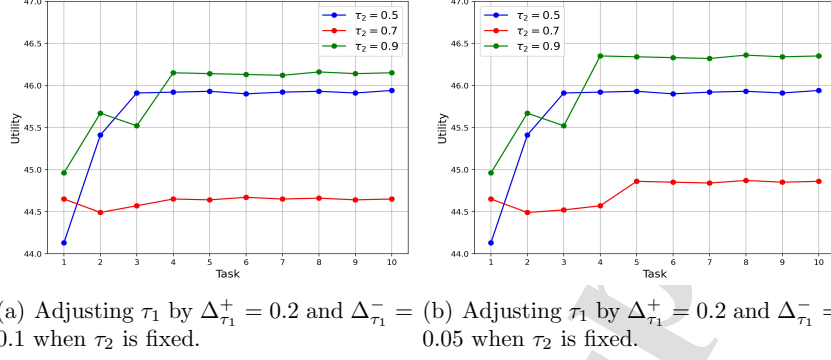 47.0
46.5
46.0
45.5
45.0
44.5
44.0
Utility
1 2 3 4 5 6 7 8 9 10
Task
τ₂ = 0.5
τ₂ = 0.7
τ₂ = 0.9
47.0
46.5
46.0
45.5
45.0
44.5
44.0
Utility
1 2 3 4 5 6 7 8 9 10
Task
τ₂ = 0.5
τ₂ = 0.7
τ₂ = 0.9
(a) Adjusting τ₁ by Δ⁺τ₁ = 0.2 and Δ⁻τ₁ =
0.1 when τ₂ is fixed.
(b) Adjusting τ₁ by Δ⁺τ₁ = 0.2 and Δ⁻τ₁ =
0.05 when τ₂ is fixed.